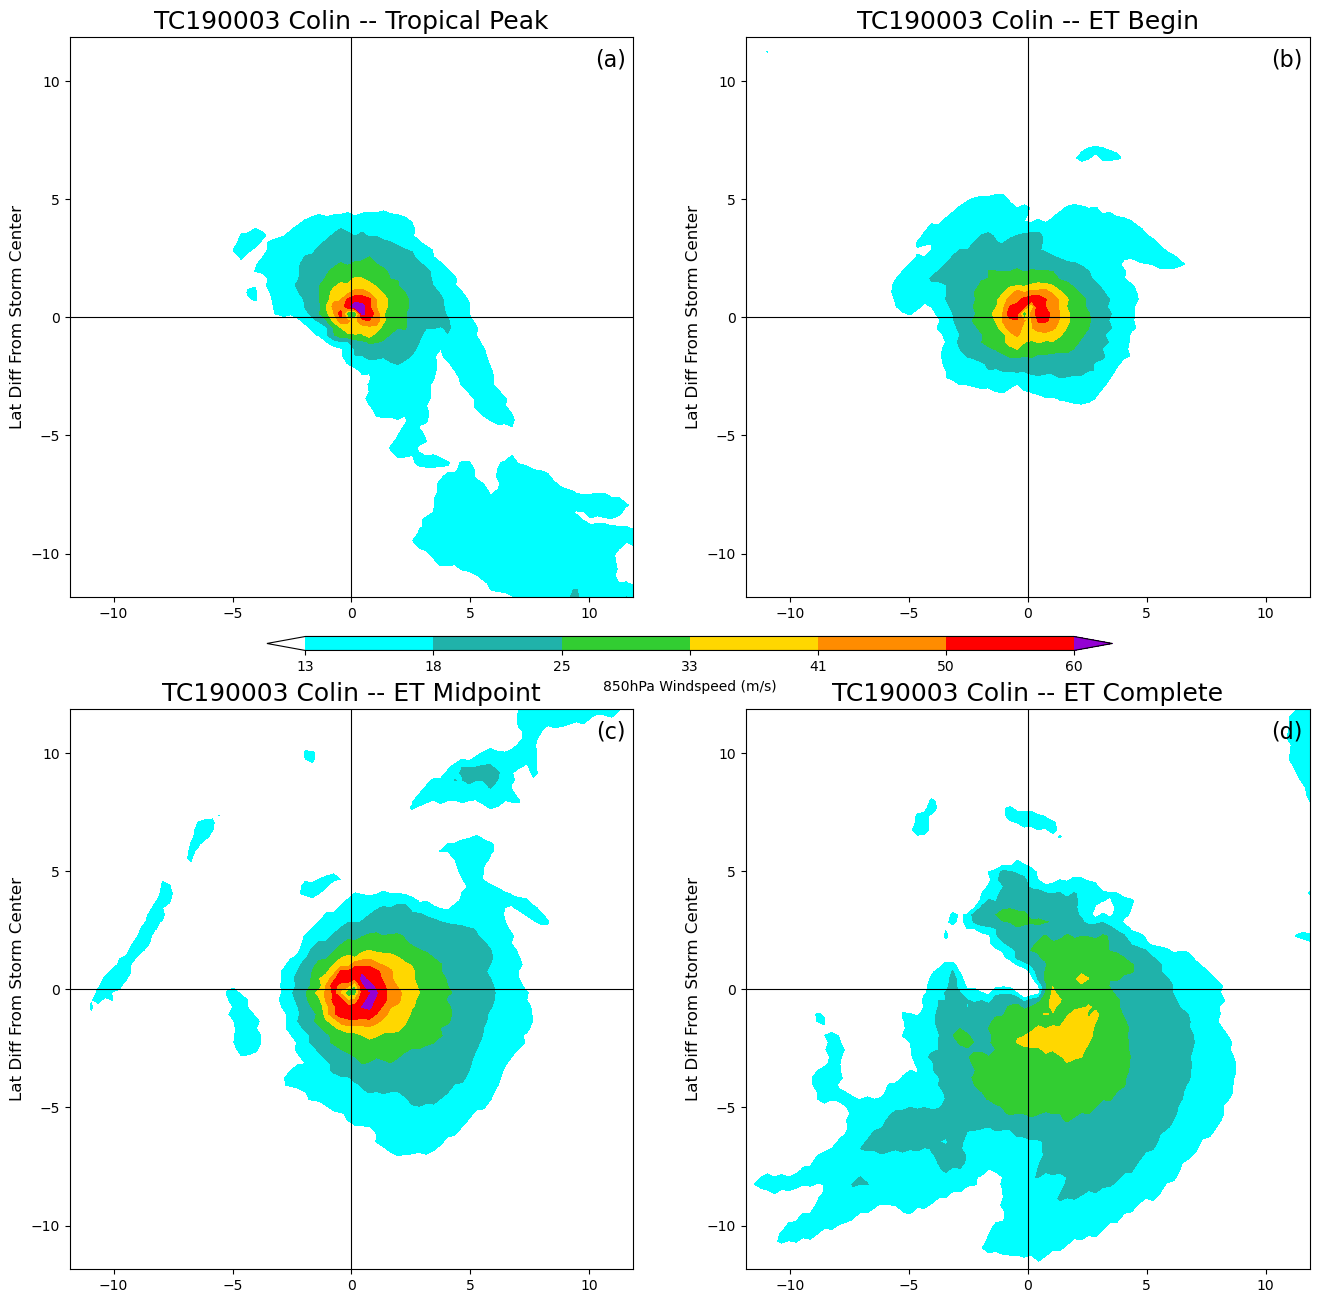 TC190003 Colin -- Tropical Peak
(a)
Lat Diff From Storm Center
10
5
0
−5
−10
−10 −5 0 5 10
TC190003 Colin -- ET Begin
(b)
Lat Diff From Storm Center
10
5
0
−5
−10
−10 −5 0 5 10
13 18 25 33 41 50 60
850hPa Windspeed (m/s)
TC190003 Colin -- ET Midpoint
(c)
Lat Diff From Storm Center
10
5
0
−5
−10
−10 −5 0 5 10
TC190003 Colin -- ET Complete
(d)
Lat Diff From Storm Center
10
5
0
−5
−10
−10 −5 0 5 10